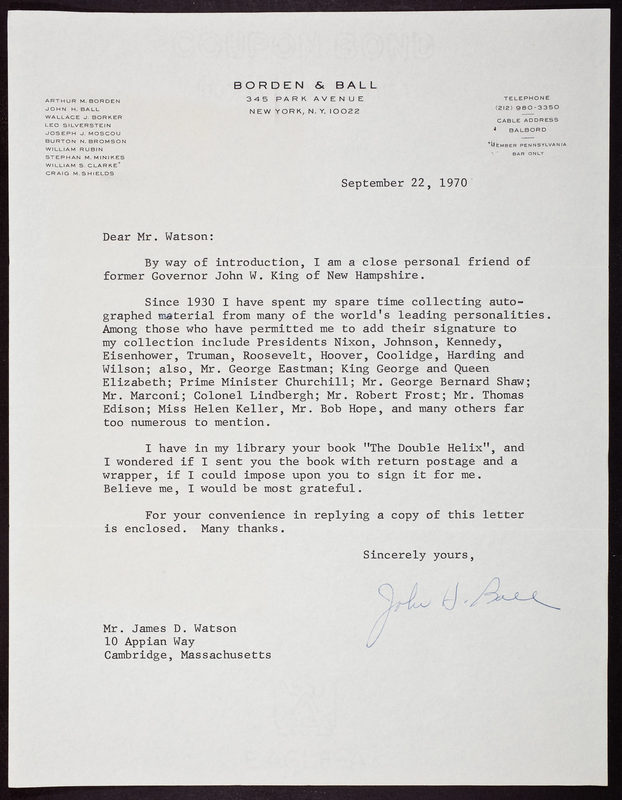 BORDEN & BALL
345 PARK AVENUE
NEW YORK, N.Y. 10022
ARTHUR M. BORDEN
JOHN H. BALL
WALLACE J. BORKER
LEO SILVERSTEIN
JOSEPH J. MOSCOU
BURTON N. BROMSON
WILLIAM RUBIN
STEPHAN M. MINIKES
WILLIAM S. CLARKE*
CRAIG M. SHIELDS
TELEPHONE
(212) 980-3350
CABLE ADDRESS
BALBORD
*MEMBER PENNSYLVANIA
BAR ONLY
September 22, 1970
Dear Mr. Watson:
By way of introduction, I am a close personal friend of
former Governor John W. King of New Hampshire.
Since 1930 I have spent my spare time collecting auto-
graphed material from many of the world's leading personalities.
Among those who have permitted me to add their signature to
my collection include Presidents Nixon, Johnson, Kennedy,
Eisenhower, Truman, Roosevelt, Hoover, Coolidge, Harding and
Wilson; also, Mr. George Eastman; King George and Queen
Elizabeth; Prime Minister Churchill; Mr. George Bernard Shaw;
Mr. Marconi; Colonel Lindbergh; Mr. Robert Frost; Mr. Thomas
Edison; Miss Helen Keller, Mr. Bob Hope, and many others far
too numerous to mention.
I have in my library your book "The Double Helix", and
I wondered if I sent you the book with return postage and a
wrapper, if I could impose upon you to sign it for me.
Believe me, I would be most grateful.
For your convenience in replying a copy of this letter
is enclosed. Many thanks.
Sincerely yours,
John H. Ball
Mr. James D. Watson
10 Appian Way
Cambridge, Massachusetts